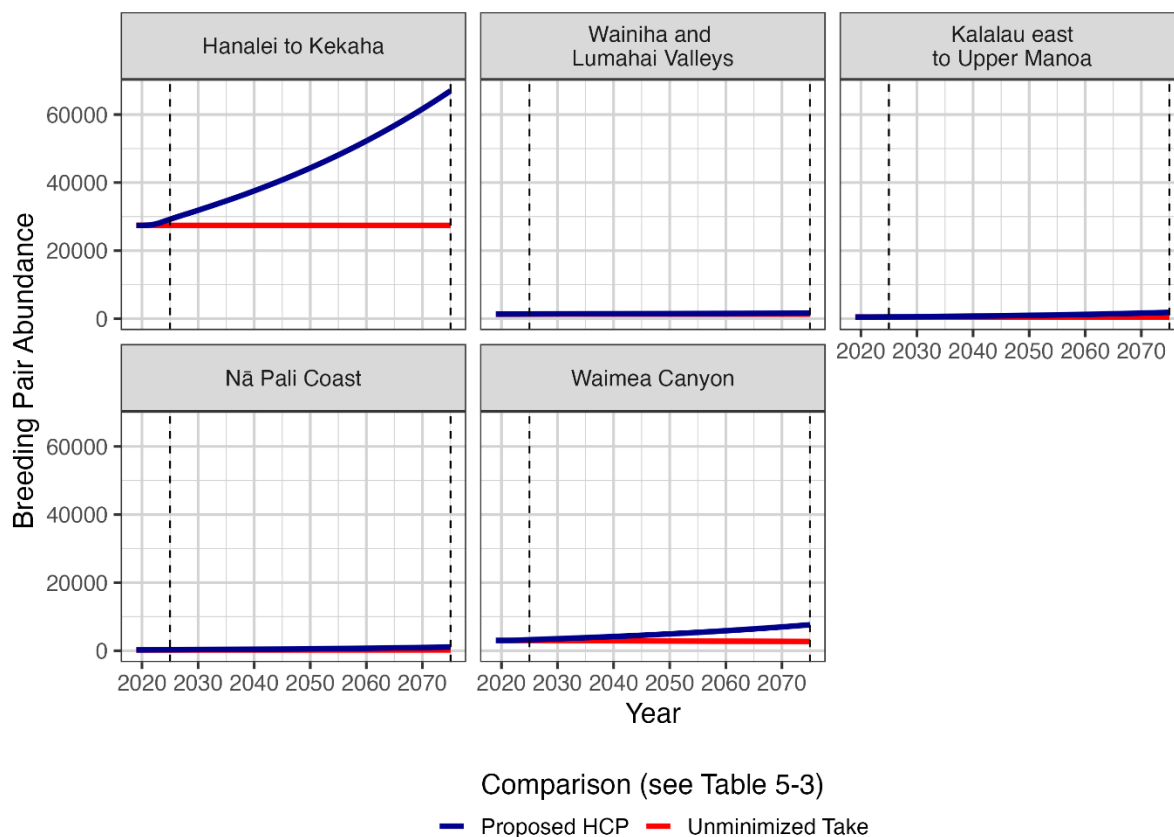 Hanalei to Kekaha
Wainiha and
Lumahai Valleys
Kalalau east
to Upper Manoa
60000
40000
20000
0
2020 2030 2040 2050 2060 2070
Nā Pali Coast
Waimea Canyon
60000
40000
20000
0
2020 2030 2040 2050 2060 2070
2020 2030 2040 2050 2060 2070
Breeding Pair Abundance
Year
Comparison (see Table 5-3)
Proposed HCP
Unminimized Take